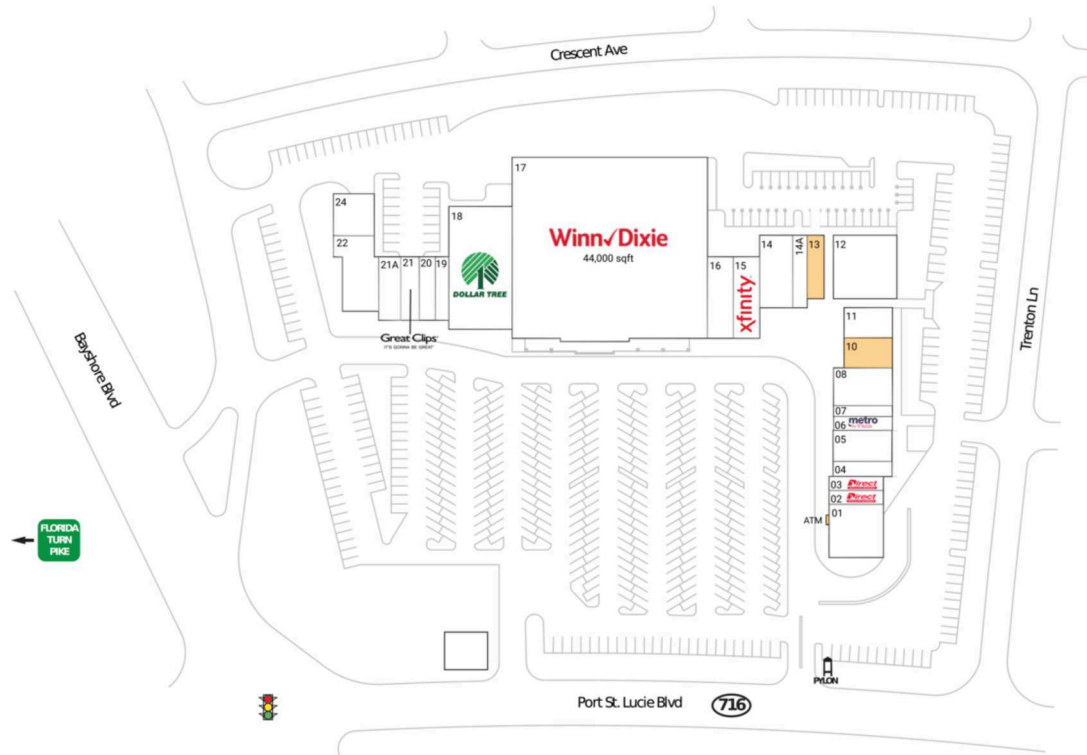 Crescent Ave
17
24
18
Winn Dixie
44,000 sqft
22
14
14A
13
12
21A
21
20
19
16
15
DOLLAR TREE
xfinity
Trenton Ln
11
Great Clips
IT'S GONNA BE GREAT
10
Bayshore Blvd
08
07
metro
06
05
04
03 Direct
02 Direct
01
ATM
FLORIDA
TURN
PIKE
PYLON
Port St. Lucie Blvd
716